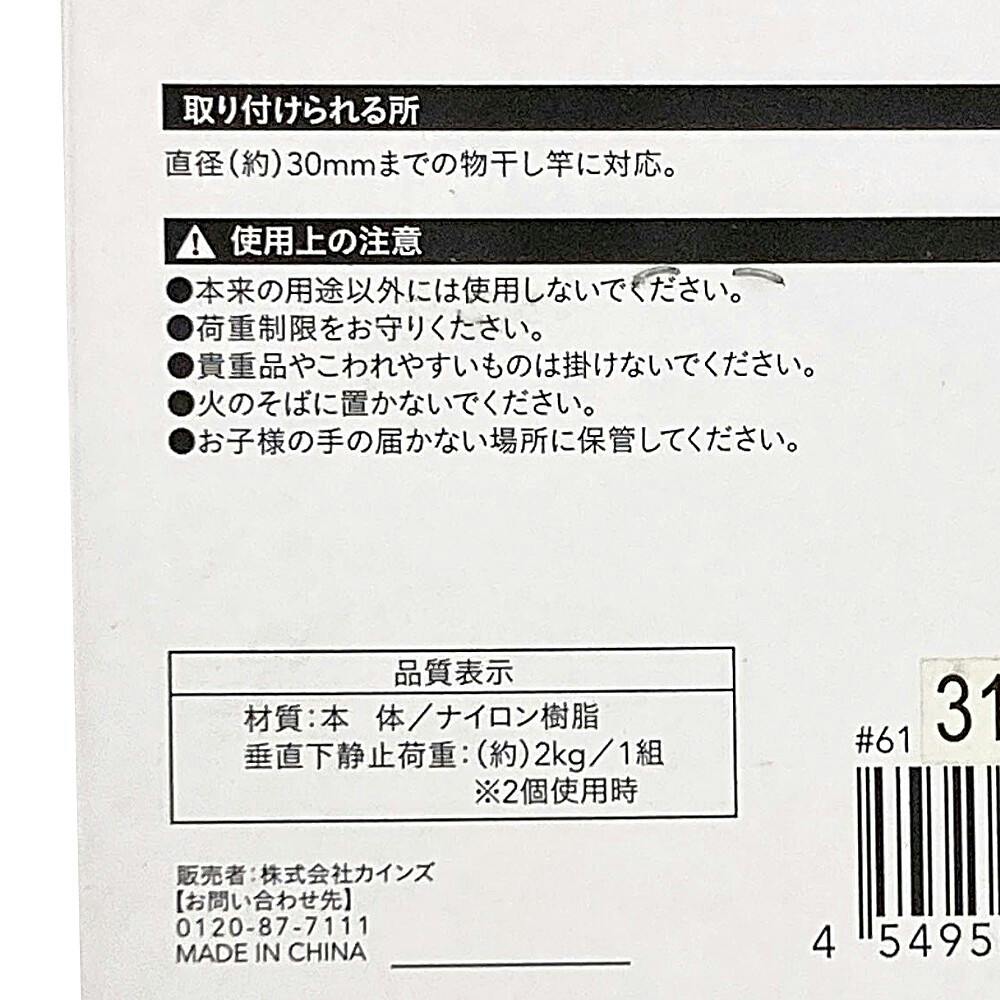 取り付けられる所
直径(約)30mmまでの物干し竿に対応。
使用上の注意
●本来の用途以外には使用しないでください。
●荷重制限をお守りください。
●貴重品やこわれやすいものは掛けないでください。
●火のそばに置かないでください。
●お子様の手の届かない場所に保管してください。
品質表示
材質:本 体/ナイロン樹脂
垂直下静止荷重:(約)2kg/1組
※2個使用時
#61
31
販売者:株式会社カインズ
【お問い合わせ先】
0120-87-7111
MADE IN CHINA
4 5495